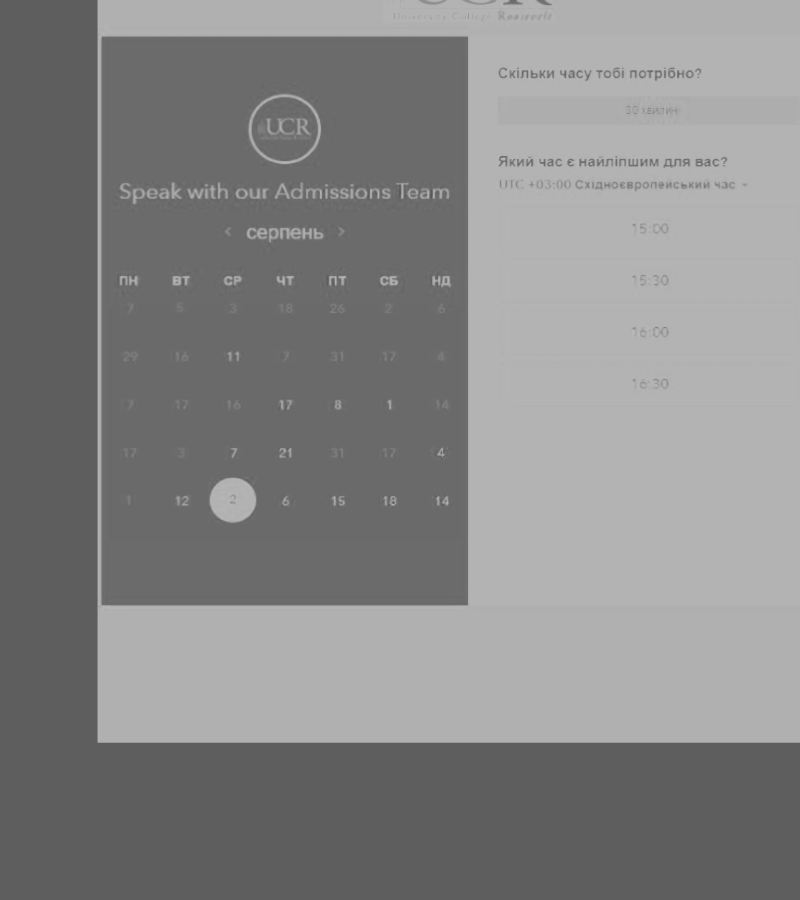 UCR
University College Roosevelt
UCR
Speak with our Admissions Team
‹ серпень ›
ПН ВТ СР ЧТ ПТ СБ НД
7 5 3 18 26 2 6
29 16 11 7 31 17 4
7 17 16 17 8 1 14
17 3 7 21 31 17 4
1 12 2 6 15 18 14
Скільки часу тобі потрібно?
30 хвилин
Який час є найліпшим для вас?
UTC +03:00 Східноєвропейський час
15:00
15:30
16:00
16:30